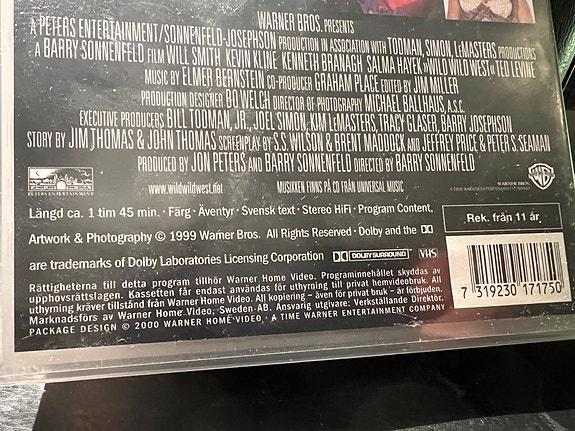 WARNER BROS. PRESENTS
A PETERS ENTERTAINMENT/SONNENFELD-JOSEPHSON PRODUCTION IN ASSOCIATION WITH TODMAN, SIMON, LEMASTERS PRODUCTIONS
A BARRY SONNENFELD FILM WILL SMITH KEVIN KLINE KENNETH BRANAGH SALMA HAYEK »WILD WILD WEST« TED LEVINE
MUSIC BY ELMER BERNSTEIN CO-PRODUCER GRAHAM PLACE EDITED BY JIM MILLER
PRODUCTION DESIGNER BO WELCH DIRECTOR OF PHOTOGRAPHY MICHAEL BALLHAUS, A.S.C.
EXECUTIVE PRODUCERS BILL TODMAN, JR., JOEL SIMON, KIM LEMASTERS, TRACY GLASER, BARRY JOSEPHSON
STORY BY JIM THOMAS & JOHN THOMAS SCREENPLAY BY S.S. WILSON & BRENT MADDOCK AND JEFFREY PRICE & PETER S. SEAMAN
PRODUCED BY JON PETERS AND BARRY SONNENFELD DIRECTED BY BARRY SONNENFELD
PETERS ENTERTAINMENT
www.wildwildwest.net
MUSIKEN FINNS PÅ CD FRÅN UNIVERSAL MUSIC
WARNER BROS.
A TIME WARNER ENTERTAINMENT COMPANY
Längd ca. 1 tim 45 min. · Färg · Äventyr · Svensk text · Stereo HiFi · Program Content,
Artwork & Photography © 1999 Warner Bros. All Rights Reserved · Dolby and the
are trademarks of Dolby Laboratories Licensing Corporation DOLBY SURROUND VHS
Rek. från 11 år
Rättigheterna till detta program tillhör Warner Home Video. Programinnehållet skyddas av
upphovsrättslagen. Kassetten får endast användas för uthyrning till privat hemvideobruk. All
uthyrning kräver tillstånd från Warner Home Video. All kopiering – även för privat bruk – är förbjuden.
Marknadsförs av Warner Home Video, Sweden AB. Ansvarig utgivare: Verkställande Direktör.
PACKAGE DESIGN © 2000 WARNER HOME VIDEO · A TIME WARNER ENTERTAINMENT COMPANY
7 319230 171750